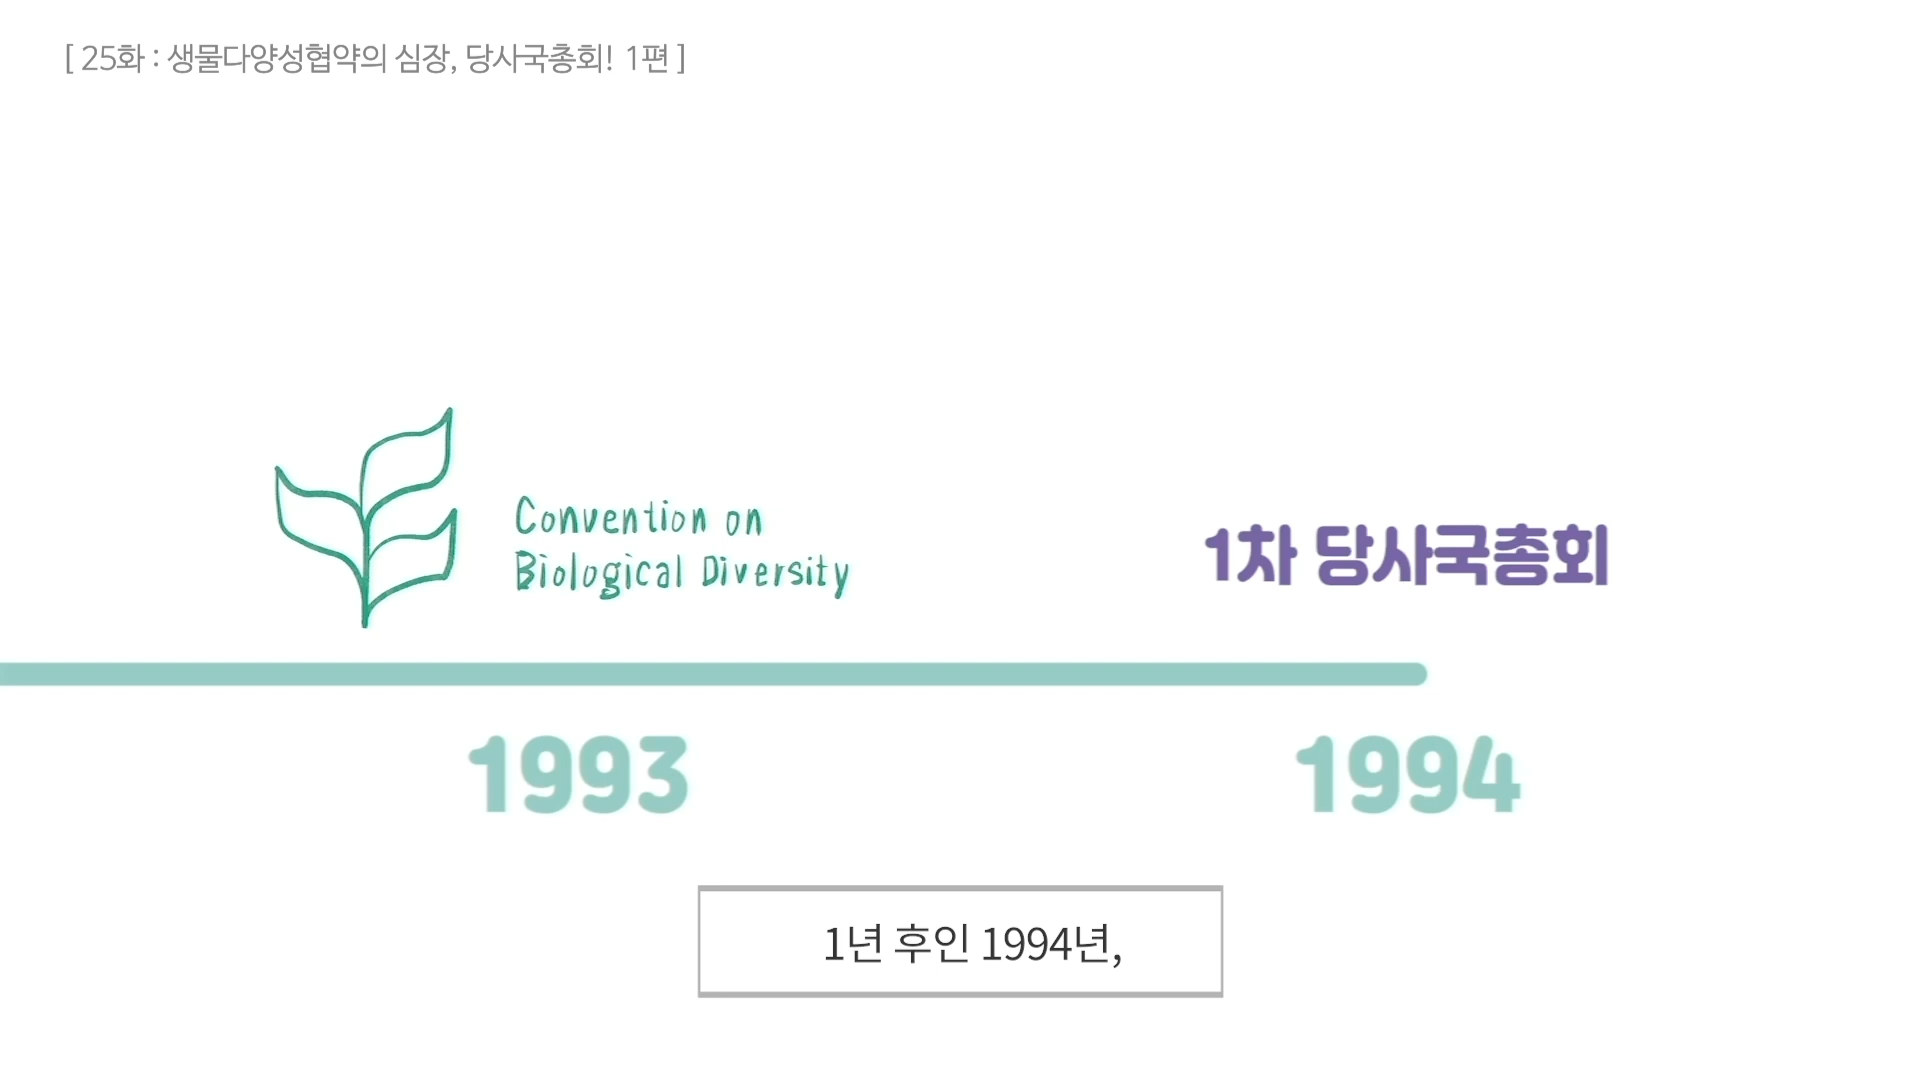 [ 25화 : 생물다양성협약의 심장, 당사국총회! 1편 ]
Convention on
Biological Diversity
1차 당사국총회
1993
1994
1년 후인 1994년,